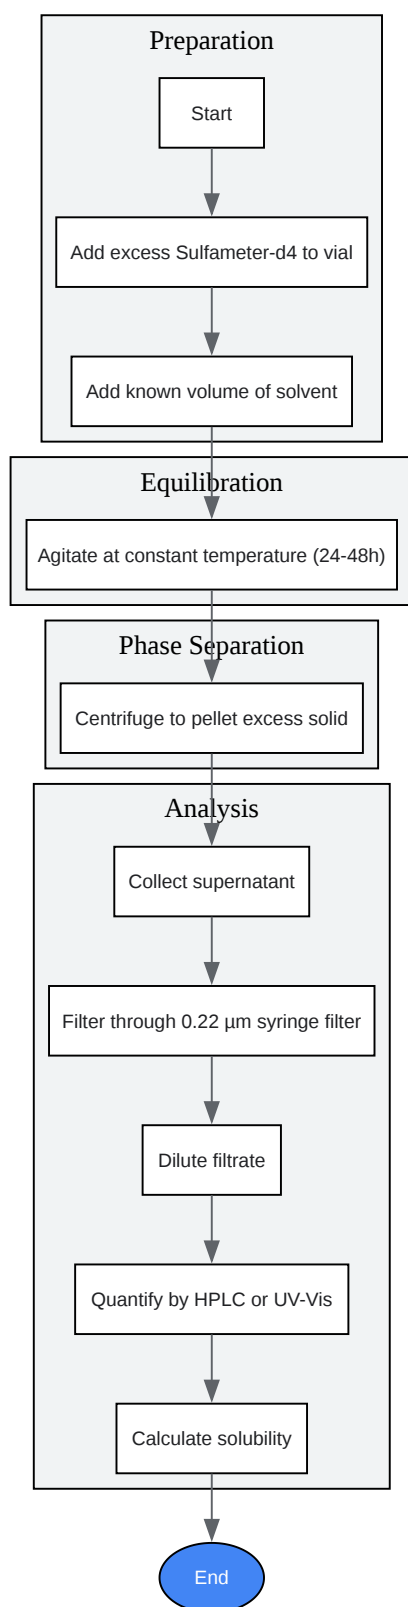 Preparation
Start
Add excess Sulfameter-d4 to vial
Add known volume of solvent
Equilibration
Agitate at constant temperature (24-48h)
Phase Separation
Centrifuge to pellet excess solid
Analysis
Collect supernatant
Filter through 0.22 µm syringe filter
Dilute filtrate
Quantify by HPLC or UV-Vis
Calculate solubility
End